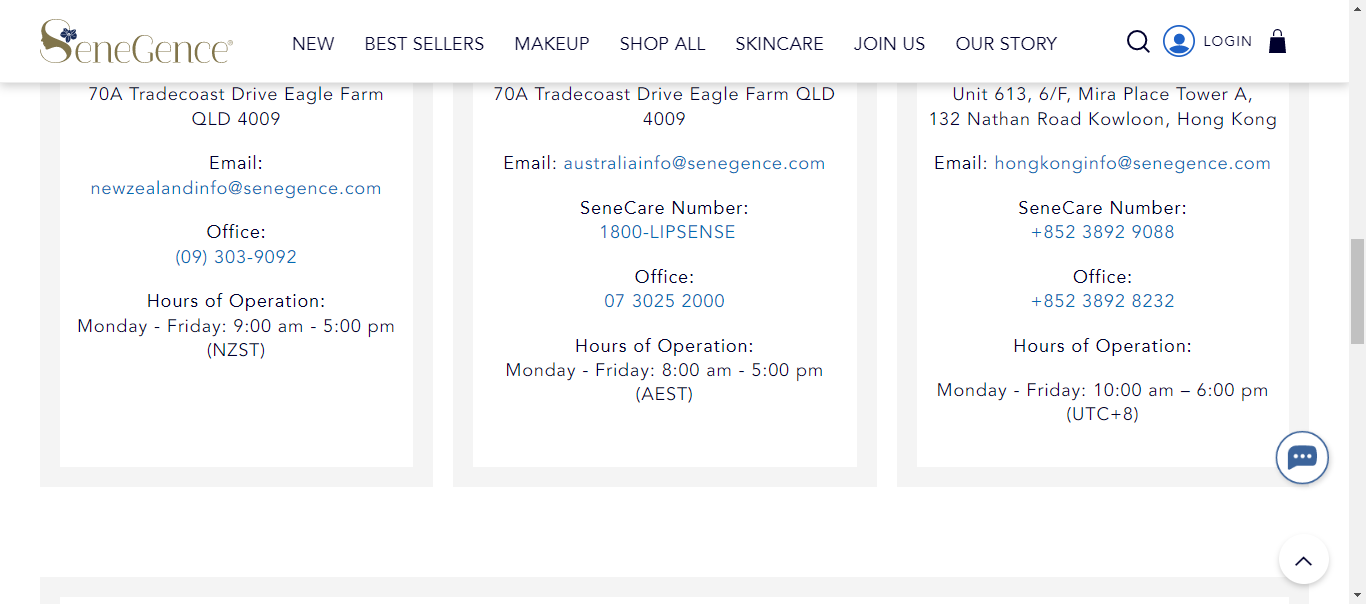 SeneGence®
NEW BEST SELLERS MAKEUP SHOP ALL SKINCARE JOIN US OUR STORY LOGIN
70A Tradecoast Drive Eagle Farm
QLD 4009
Email:
newzealandinfo@senegence.com
Office:
(09) 303-9092
Hours of Operation:
Monday - Friday: 9:00 am - 5:00 pm
(NZST)
70A Tradecoast Drive Eagle Farm QLD
4009
Email: australiainfo@senegence.com
SeneCare Number:
1800-LIPSENSE
Office:
07 3025 2000
Hours of Operation:
Monday - Friday: 8:00 am - 5:00 pm
(AEST)
Unit 613, 6/F, Mira Place Tower A,
132 Nathan Road Kowloon, Hong Kong
Email: hongkonginfo@senegence.com
SeneCare Number:
+852 3892 9088
Office:
+852 3892 8232
Hours of Operation:
Monday - Friday: 10:00 am – 6:00 pm
(UTC+8)